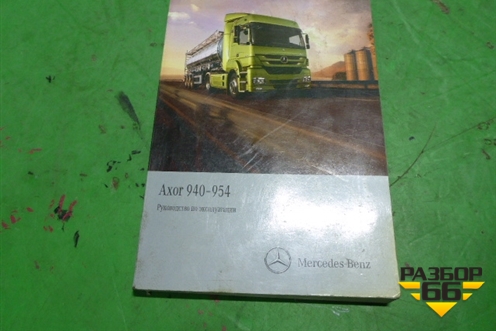 Axor 940-954
Руководство по эксплуатации
Mercedes-Benz
РАЗБОР
66